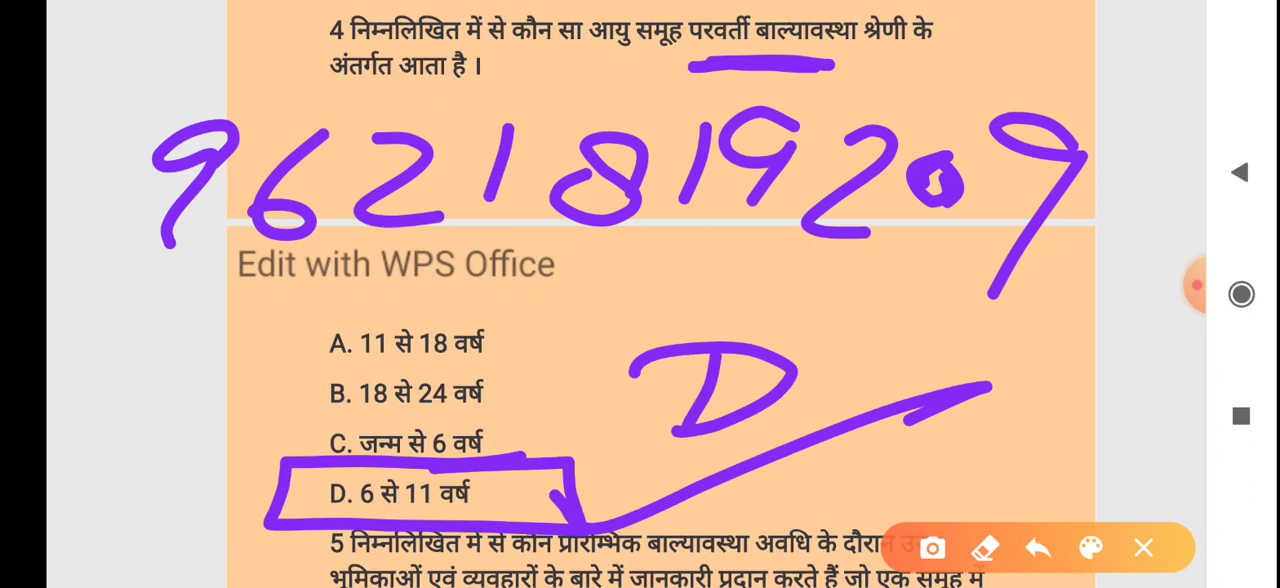 4 निम्नलिखित में से कौन सा आयु समूह परवर्ती बाल्यावस्था श्रेणी के
अंतर्गत आता है ।
9621819209
Edit with WPS Office
A. 11 से 18 वर्ष
B. 18 से 24 वर्ष
D
C. जन्म से 6 वर्ष
D. 6 से 11 वर्ष
5 निम्नलिखित में से कौन प्रारम्भिक बाल्यावस्था अवधि के दौरान
भूमिकाओं एवं व्यवहारों के बारे में जानकारी प्रदान करते हैं जो एक समूह में